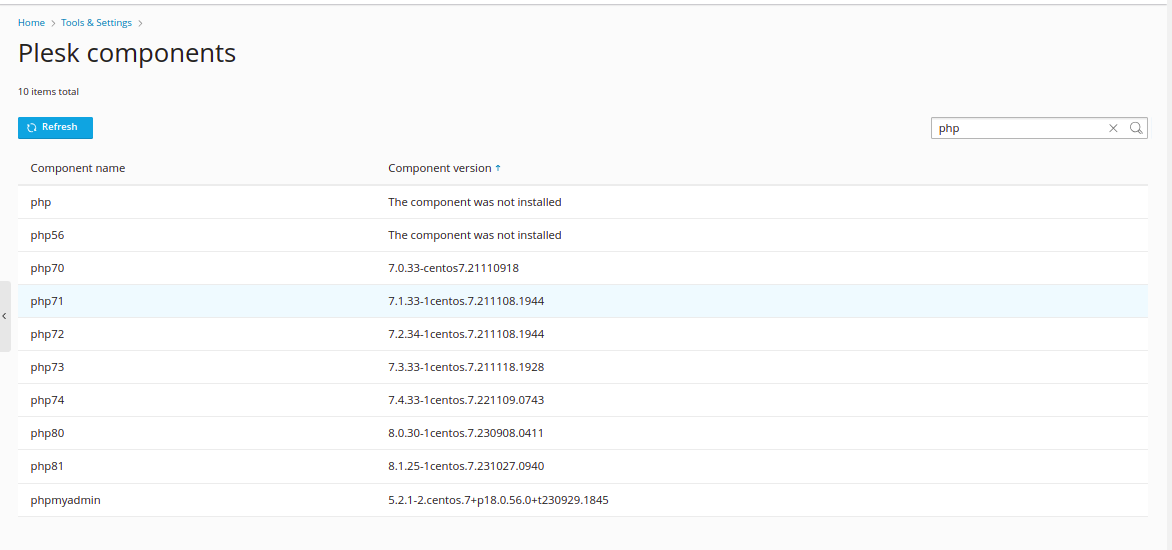 Home > Tools & Settings >
Plesk components
10 items total
Refresh
php
Component name Component version ↑
php The component was not installed
php56 The component was not installed
php70 7.0.33-centos7.21110918
php71 7.1.33-1centos.7.211108.1944
php72 7.2.34-1centos.7.211108.1944
php73 7.3.33-1centos.7.211118.1928
php74 7.4.33-1centos.7.221109.0743
php80 8.0.30-1centos.7.230908.0411
php81 8.1.25-1centos.7.231027.0940
phpmyadmin 5.2.1-2.centos.7+p18.0.56.0+t230929.1845